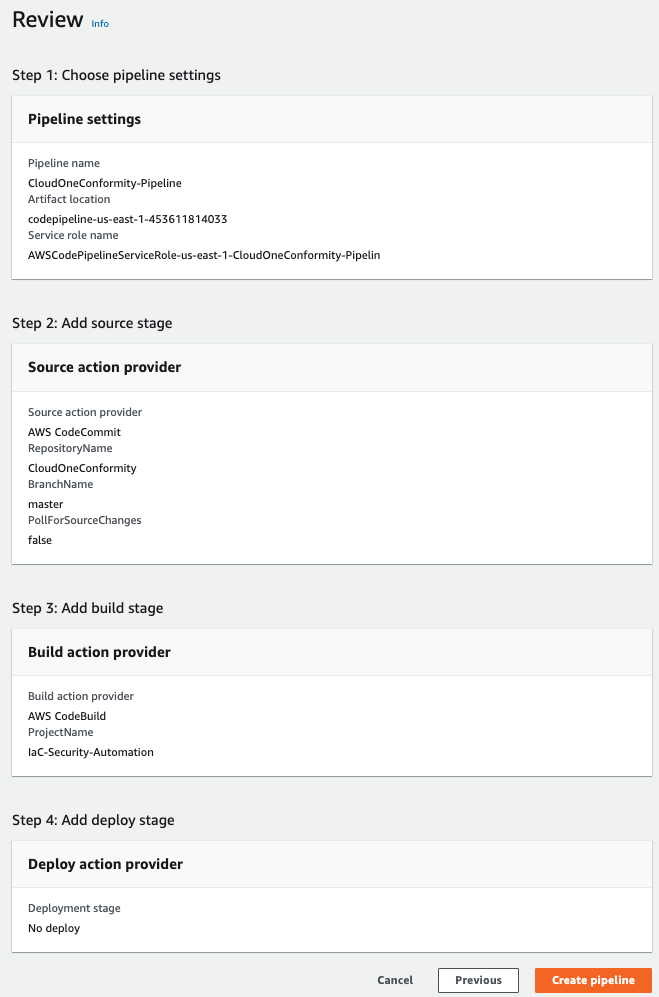 Review Info
Step 1: Choose pipeline settings
Pipeline settings
Pipeline name
CloudOneConformity-Pipeline
Artifact location
codepipeline-us-east-1-453611814033
Service role name
AWSCodePipelineServiceRole-us-east-1-CloudOneConformity-Pipelin
Step 2: Add source stage
Source action provider
Source action provider
AWS CodeCommit
RepositoryName
CloudOneConformity
BranchName
master
PollForSourceChanges
false
Step 3: Add build stage
Build action provider
Build action provider
AWS CodeBuild
ProjectName
IaC-Security-Automation
Step 4: Add deploy stage
Deploy action provider
Deployment stage
No deploy
Cancel Previous Create pipeline